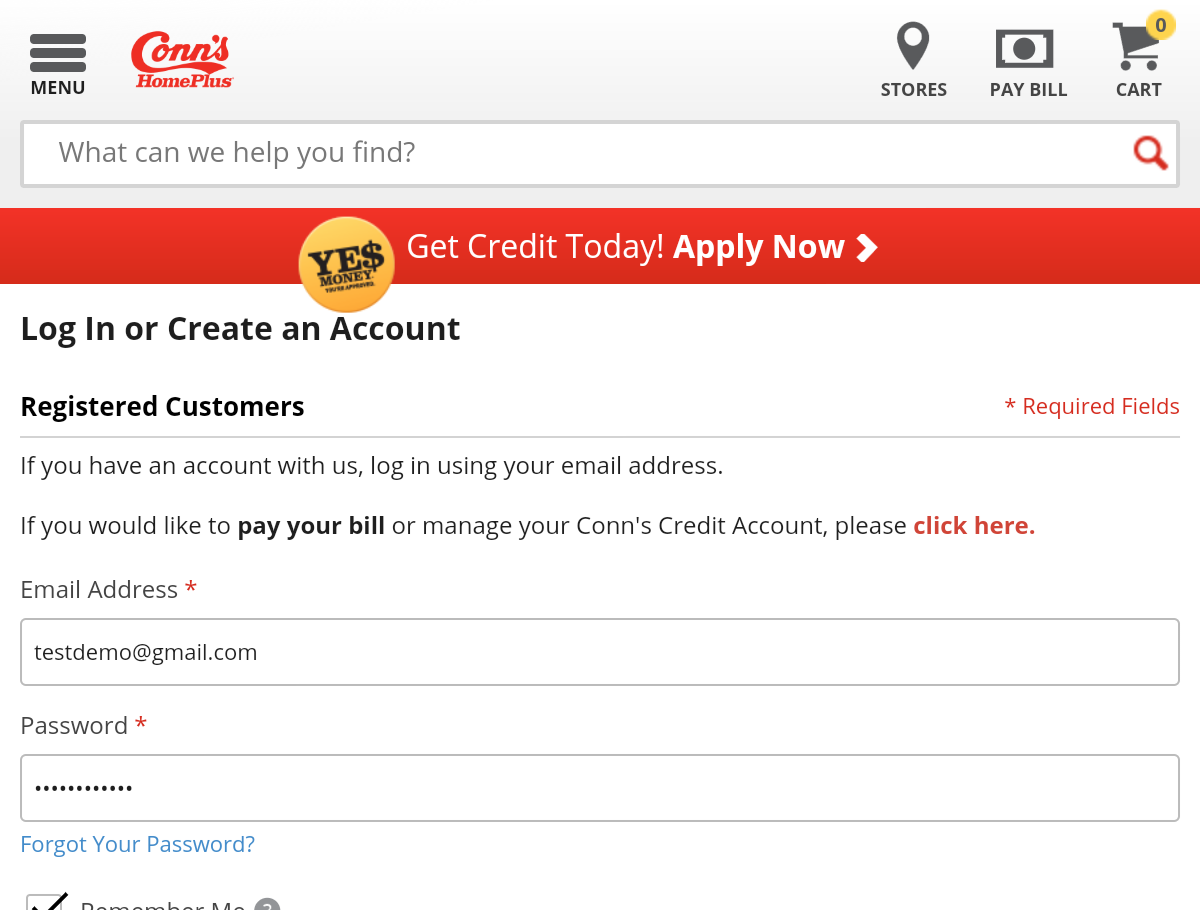 MENU
Conn's
HomePlus
STORES
PAY BILL
0
CART
What can we help you find?
YE$
MONEY
YOU'RE APPROVED.
Get Credit Today! Apply Now
Log In or Create an Account
Registered Customers
* Required Fields
If you have an account with us, log in using your email address.
If you would like to pay your bill or manage your Conn's Credit Account, please click here.
Email Address *
testdemo@gmail.com
Password *
••••••••••••
Forgot Your Password?
Remember Me ?